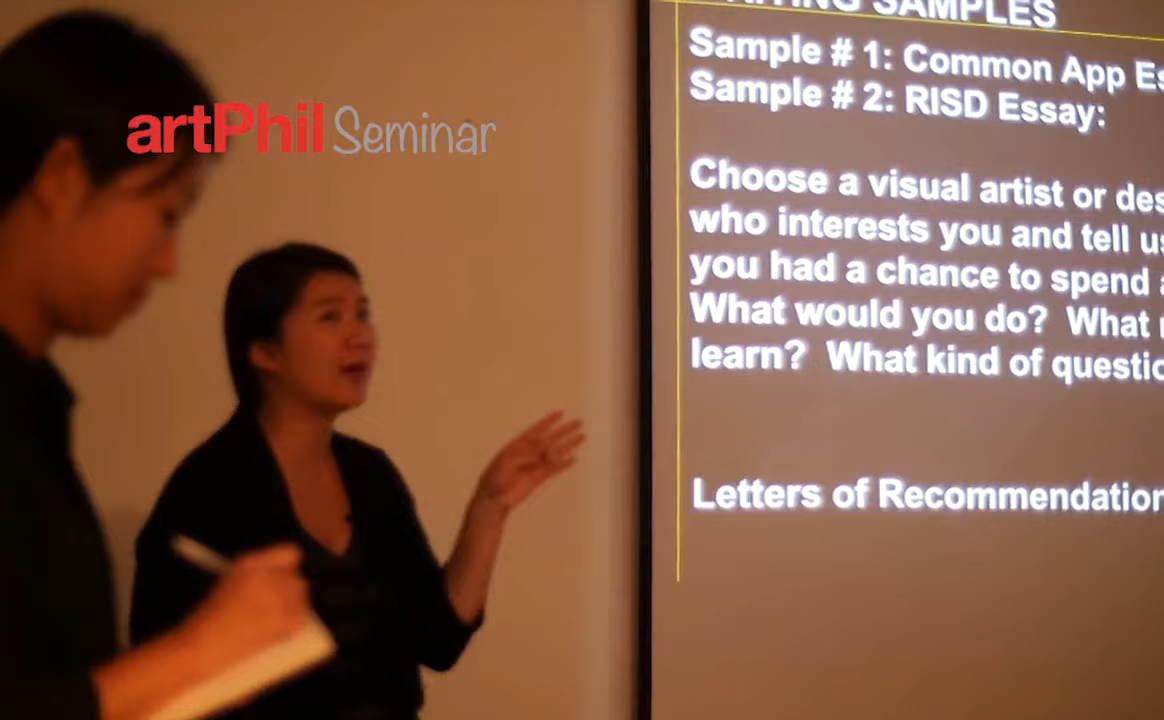 artPhil Seminar
SAMPLES
Sample # 1: Common App
Sample # 2: RISD Essay:
Choose a visual artist or
who interests you and tell
you had a chance to spend
What would you do? What
learn? What kind of
Letters of